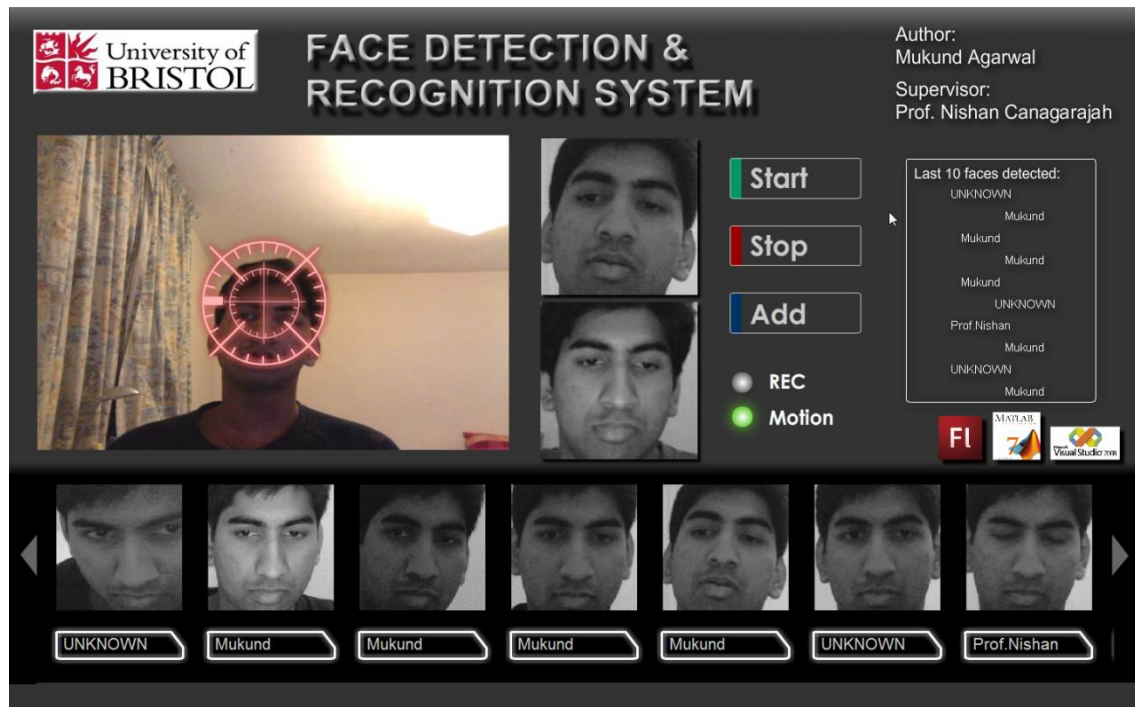 University of
BRISTOL
FACE DETECTION &
RECOGNITION SYSTEM
Author:
Mukund Agarwal
Supervisor:
Prof. Nishan Canagarajah
Start
Stop
Add
REC
Motion
Last 10 faces detected:
UNKNOWN
Mukund
Mukund
Mukund
Mukund
UNKNOWN
Prof.Nishan
Mukund
UNKNOWN
Mukund
Fl
MATLAB
7
Visual Studio 2008
UNKNOWN
Mukund
Mukund
Mukund
Mukund
UNKNOWN
Prof.Nishan